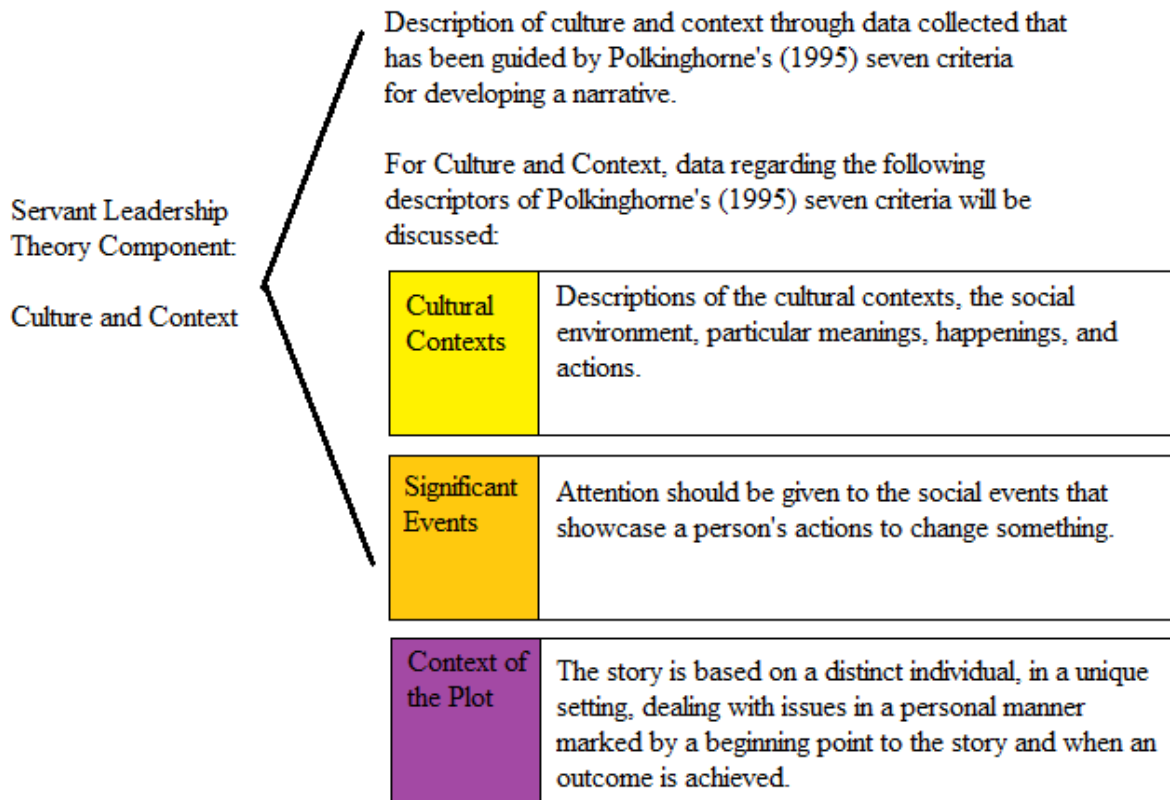 Description of culture and context through data collected that
has been guided by Polkinghorne's (1995) seven criteria
for developing a narrative.
For Culture and Context, data regarding the following
descriptors of Polkinghorne's (1995) seven criteria will be
discussed:
Servant Leadership
Theory Component:
Culture and Context
Cultural
Contexts
Descriptions of the cultural contexts, the social
environment, particular meanings, happenings, and
actions.
Significant
Events
Attention should be given to the social events that
showcase a person's actions to change something.
Context of
the Plot
The story is based on a distinct individual, in a unique
setting, dealing with issues in a personal manner
marked by a beginning point to the story and when an
outcome is achieved.